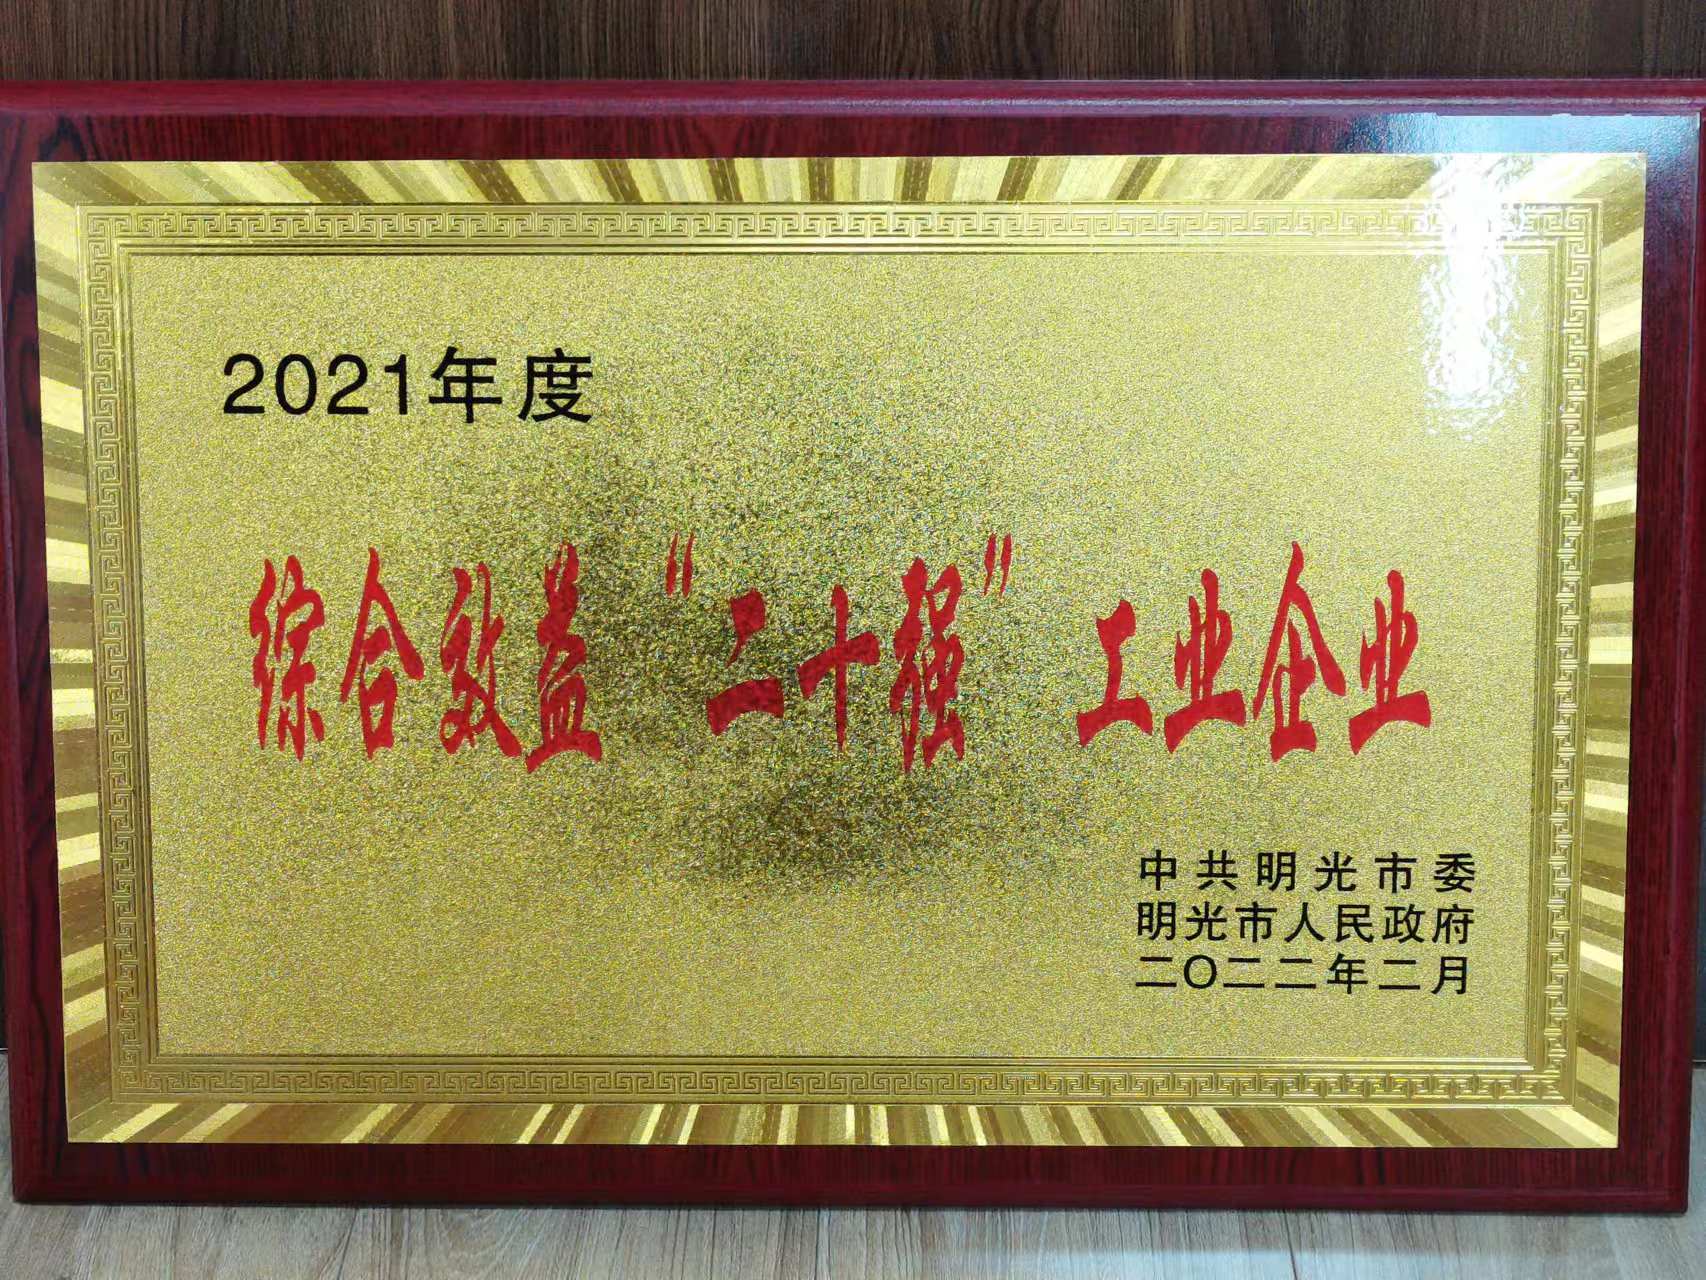 2021年度
综合效益“二十强”工业企业
中共明光市委
明光市人民政府
二〇二二年二月